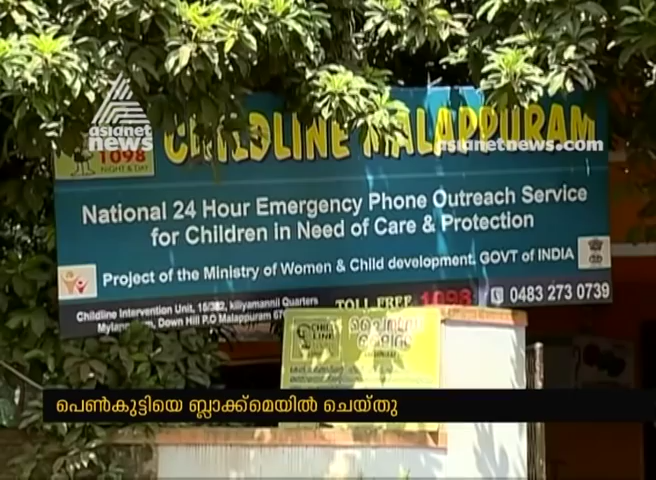 asianet
news
1098
NIGHT & DAY
CHILDLINE MALAPPURAM
asianetnews.com
National 24 Hour Emergency Phone Outreach Service
for Children in Need of Care & Protection
Project of the Ministry of Women & Child development. GOVT of INDIA
Childline Intervention Unit, kiliyamannil Quarters
Down Hill P.O Malappuram
TOLL FREE 1098
0483 273 0739
CHILD
LINE
പെൺകുട്ടിയെ ബ്ലാക്ക്മെയിൽ ചെയ്തു